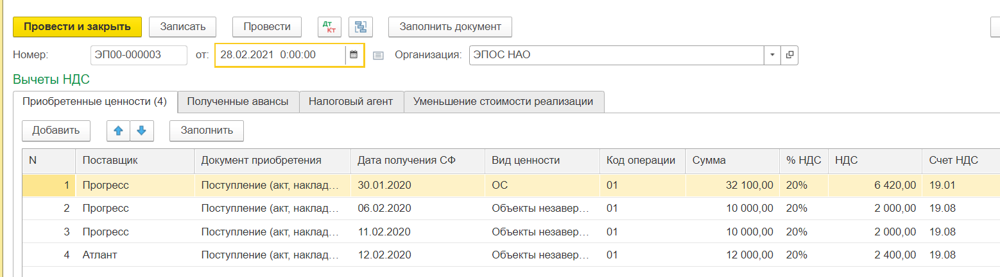 Провести и закрыть Записать Провести Дт Кт Заполнить документ
Номер: ЭП00-000003 от: 28.02.2021 0:00:00 Организация: ЭПОС НАО
Вычеты НДС
Приобретенные ценности (4) Полученные авансы Налоговый агент Уменьшение стоимости реализации
Добавить Заполнить
N Поставщик Документ приобретения Дата получения СФ Вид ценности Код операции Сумма % НДС НДС Счет НДС
1 Прогресс Поступление (акт, наклад... 30.01.2020 ОС 01 32 100,00 20% 6 420,00 19.01
2 Прогресс Поступление (акт, наклад... 06.02.2020 Объекты незавер... 01 10 000,00 20% 2 000,00 19.08
3 Прогресс Поступление (акт, наклад... 11.02.2020 Объекты незавер... 01 10 000,00 20% 2 000,00 19.08
4 Атлант Поступление (акт, наклад... 12.02.2020 Объекты незавер... 01 12 000,00 20% 2 400,00 19.08